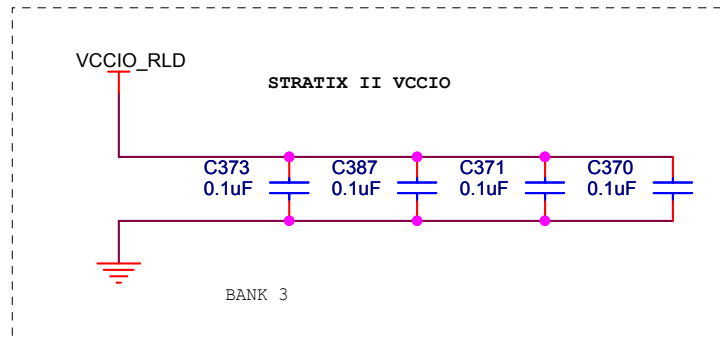 VCCIO_RLD
STRATIX II VCCIO
C373 C387 C371 C370
0.1uF 0.1uF 0.1uF 0.1uF
BANK 3